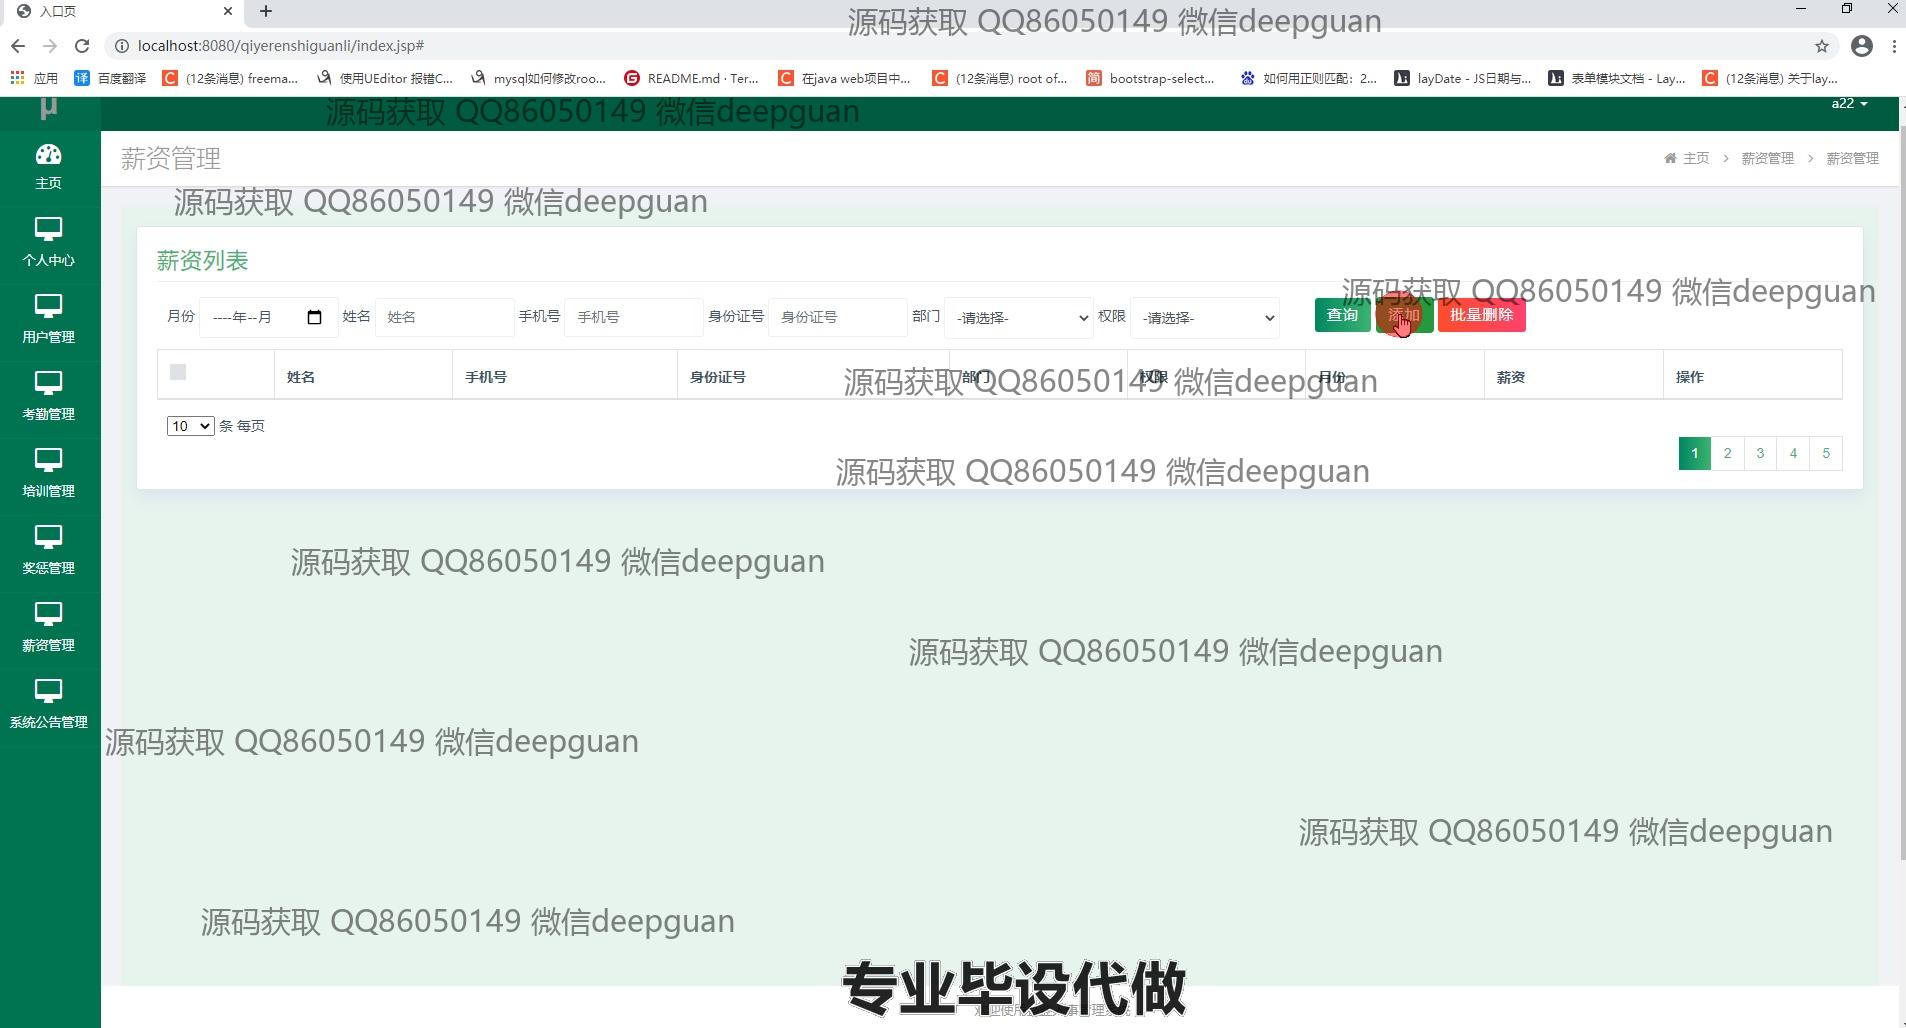 入口页
源码获取 QQ86050149 微信deepguan
localhost:8080/qiyerenshiguanli/index.jsp#
应用 百度翻译 (12条消息) freema... 使用UEditor 报错C... mysql如何修改roo... README.md · Ter... 在java web项目中... (12条消息) root of... bootstrap-select... 如何用正则匹配：2... layDate - JS日期与... 表单模块文档 - Lay... (12条消息) 关于lay...
μ
源码获取 QQ86050149 微信deepguan
a22
薪资管理
主页 > 薪资管理 > 薪资管理
主页
源码获取 QQ86050149 微信deepguan
个人中心
薪资列表
源码获取 QQ86050149 微信deepguan
月份 ----年--月 姓名 姓名 手机号 手机号 身份证号 身份证号 部门 -请选择- 权限 -请选择- 查询 添加 批量删除
用户管理
姓名 手机号 身份证号 部门 权限 月份 薪资 操作
源码获取 QQ86050149 微信deepguan
考勤管理
10 条 每页
1 2 3 4 5
源码获取 QQ86050149 微信deepguan
培训管理
源码获取 QQ86050149 微信deepguan
奖惩管理
薪资管理
源码获取 QQ86050149 微信deepguan
系统公告管理
源码获取 QQ86050149 微信deepguan
源码获取 QQ86050149 微信deepguan
源码获取 QQ86050149 微信deepguan
专业毕设代做